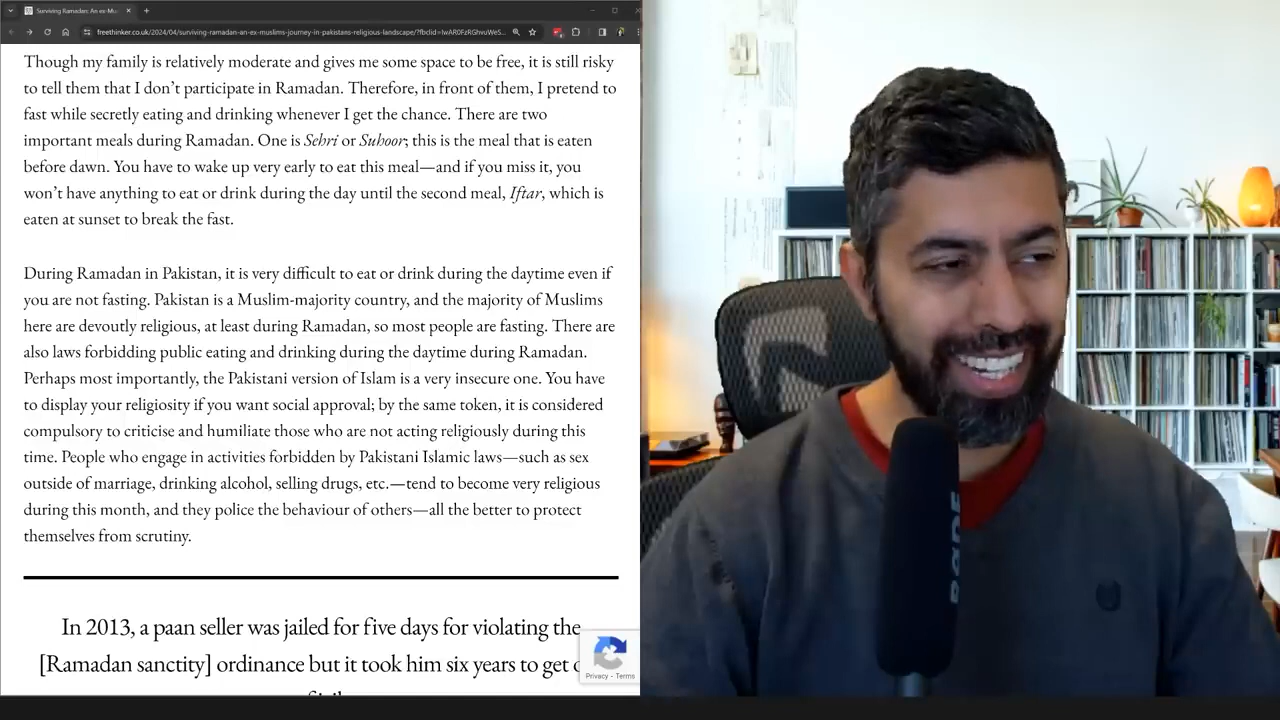 Surviving Ramadan: An ex-Mu
freethinker.co.uk/2024/04/surviving-ramadan-an-ex-muslims-journey-in-pakistans-religious-landscape/?fbclid=IwAR0FzRGhvuWeS...
Though my family is relatively moderate and gives me some space to be free, it is still risky
to tell them that I don’t participate in Ramadan. Therefore, in front of them, I pretend to
fast while secretly eating and drinking whenever I get the chance. There are two
important meals during Ramadan. One is Sehri or Suhoor; this is the meal that is eaten
before dawn. You have to wake up very early to eat this meal—and if you miss it, you
won’t have anything to eat or drink during the day until the second meal, Iftar, which is
eaten at sunset to break the fast.
During Ramadan in Pakistan, it is very difficult to eat or drink during the daytime even if
you are not fasting. Pakistan is a Muslim-majority country, and the majority of Muslims
here are devoutly religious, at least during Ramadan, so most people are fasting. There are
also laws forbidding public eating and drinking during the daytime during Ramadan.
Perhaps most importantly, the Pakistani version of Islam is a very insecure one. You have
to display your religiosity if you want social approval; by the same token, it is considered
compulsory to criticise and humiliate those who are not acting religiously during this
time. People who engage in activities forbidden by Pakistani Islamic laws—such as sex
outside of marriage, drinking alcohol, selling drugs, etc.—tend to become very religious
during this month, and they police the behaviour of others—all the better to protect
themselves from scrutiny.
In 2013, a paan seller was jailed for five days for violating the
[Ramadan sanctity] ordinance but it took him six years to get
Privacy - Terms
RØDE